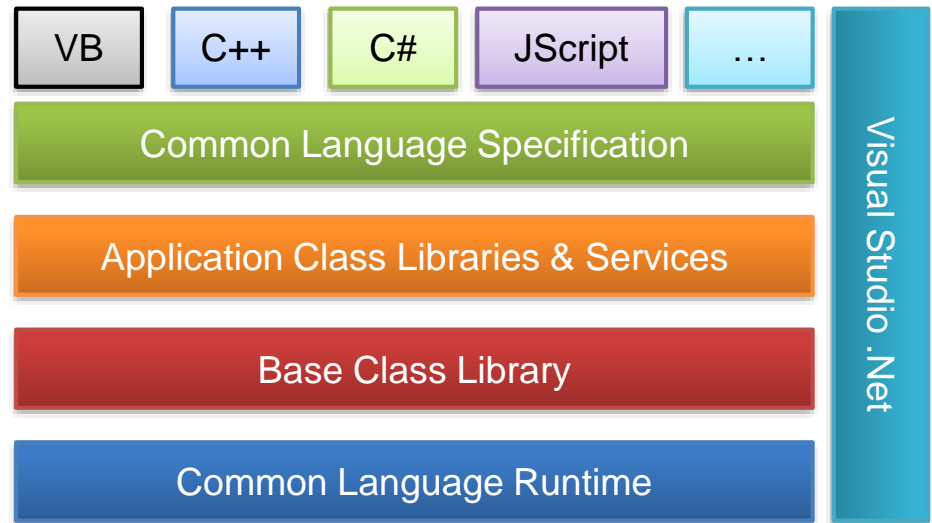 VB
C++
C#
JScript
…
Common Language Specification
Application Class Libraries & Services
Base Class Library
Common Language Runtime
Visual Studio .Net